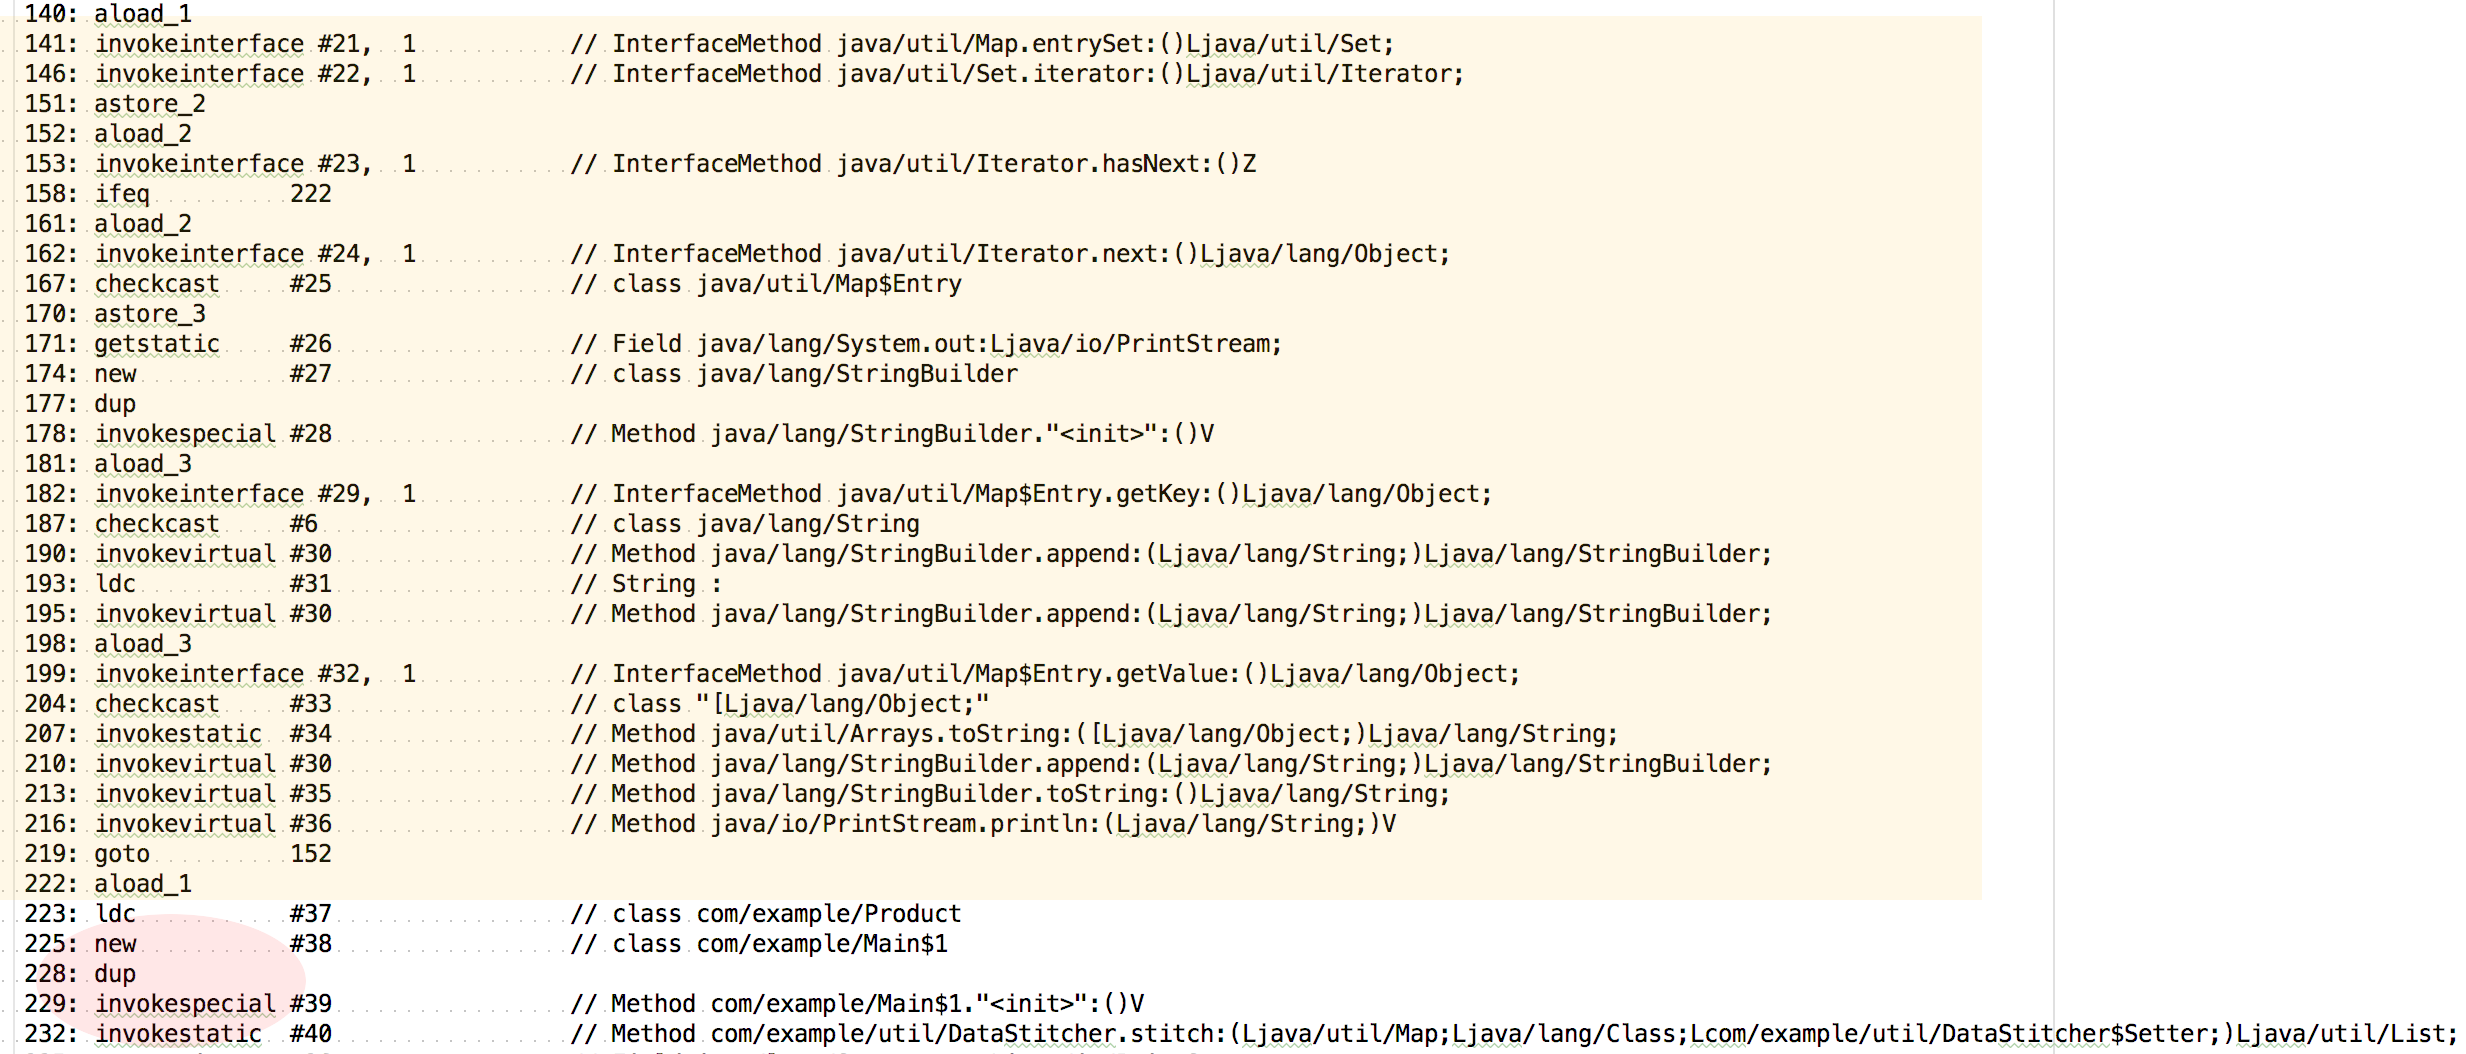 140: aload_1
141: invokeinterface #21,  1           // InterfaceMethod java/util/Map.entrySet:()Ljava/util/Set;
146: invokeinterface #22,  1           // InterfaceMethod java/util/Set.iterator:()Ljava/util/Iterator;
151: astore_2
152: aload_2
153: invokeinterface #23,  1           // InterfaceMethod java/util/Iterator.hasNext:()Z
158: ifeq          222
161: aload_2
162: invokeinterface #24,  1           // InterfaceMethod java/util/Iterator.next:()Ljava/lang/Object;
167: checkcast     #25                 // class java/util/Map$Entry
170: astore_3
171: getstatic     #26                 // Field java/lang/System.out:Ljava/io/PrintStream;
174: new           #27                 // class java/lang/StringBuilder
177: dup
178: invokespecial #28                 // Method java/lang/StringBuilder."<init>":()V
181: aload_3
182: invokeinterface #29,  1           // InterfaceMethod java/util/Map$Entry.getKey:()Ljava/lang/Object;
187: checkcast     #6                  // class java/lang/String
190: invokevirtual #30                 // Method java/lang/StringBuilder.append:(Ljava/lang/String;)Ljava/lang/StringBuilder;
193: ldc           #31                 // String :
195: invokevirtual #30                 // Method java/lang/StringBuilder.append:(Ljava/lang/String;)Ljava/lang/StringBuilder;
198: aload_3
199: invokeinterface #32,  1           // InterfaceMethod java/util/Map$Entry.getValue:()Ljava/lang/Object;
204: checkcast     #33                 // class "[Ljava/lang/Object;"
207: invokestatic  #34                 // Method java/util/Arrays.toString:([Ljava/lang/Object;)Ljava/lang/String;
210: invokevirtual #30                 // Method java/lang/StringBuilder.append:(Ljava/lang/String;)Ljava/lang/StringBuilder;
213: invokevirtual #35                 // Method java/lang/StringBuilder.toString:()Ljava/lang/String;
216: invokevirtual #36                 // Method java/io/PrintStream.println:(Ljava/lang/String;)V
219: goto          152
222: aload_1
223: ldc           #37                 // class com/example/Product
225: new           #38                 // class com/example/Main$1
228: dup
229: invokespecial #39                 // Method com/example/Main$1."<init>":()V
232: invokestatic  #40                 // Method com/example/util/DataStitcher.stitch:(Ljava/util/Map;Ljava/lang/Class;Lcom/example/util/DataStitcher$Setter;)Ljava/util/List;